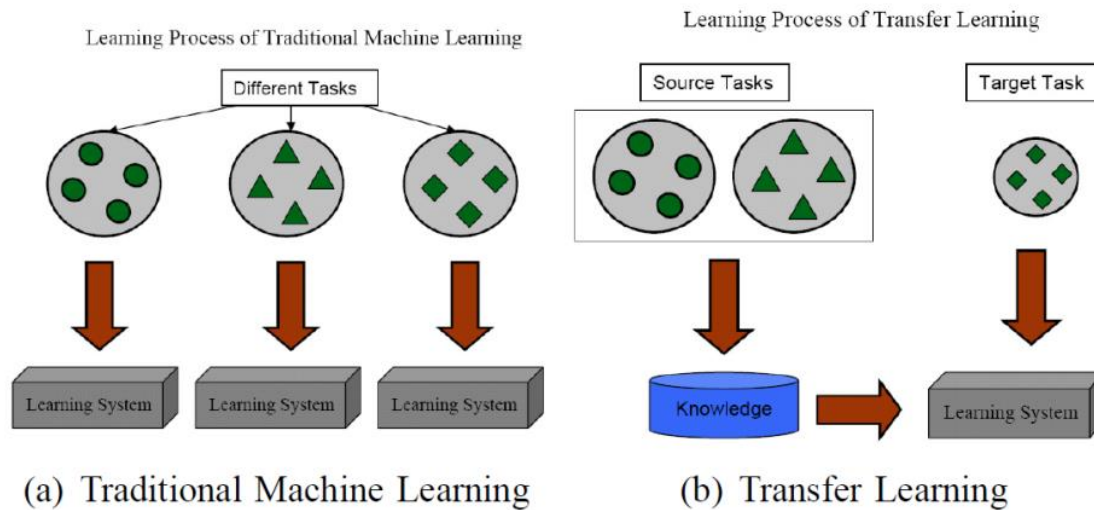 Learning Process of Traditional Machine Learning
Different Tasks
Learning System
Learning System
Learning System
(a) Traditional Machine Learning
Learning Process of Transfer Learning
Source Tasks
Target Task
Knowledge
Learning System
(b) Transfer Learning